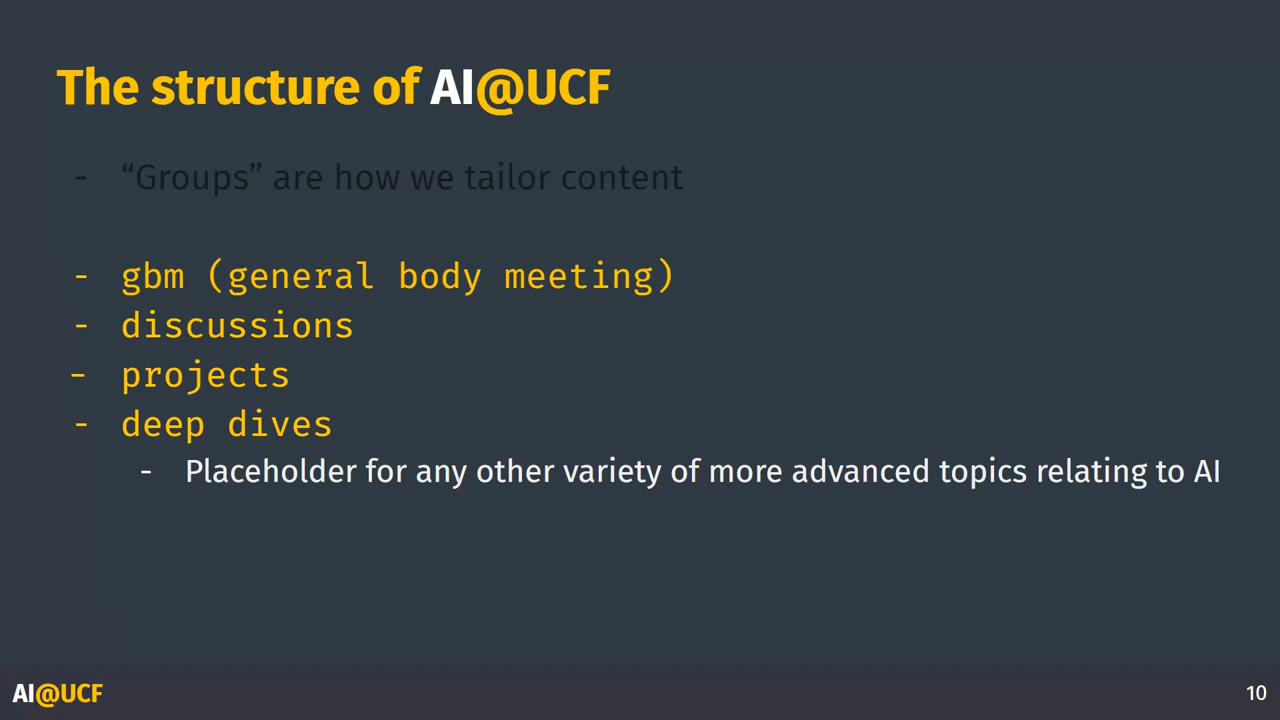 The structure of AI@UCF
- “Groups” are how we tailor content
- gbm (general body meeting)
- discussions
- projects
- deep dives
- Placeholder for any other variety of more advanced topics relating to AI
AI@UCF
10